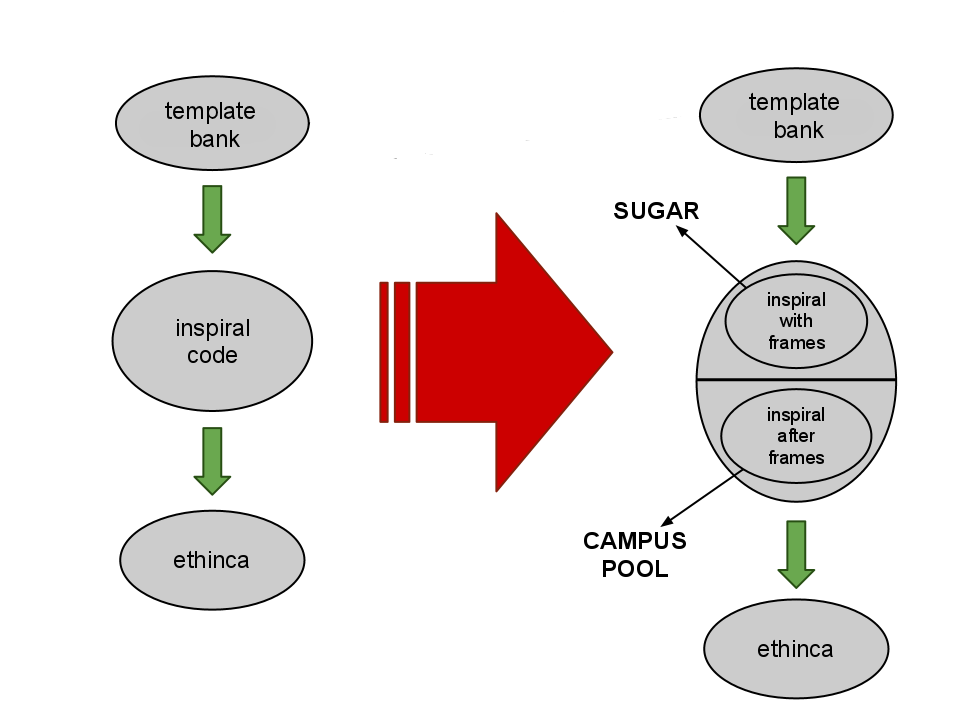 template
bank
inspiral
code
ethinca
template
bank
SUGAR
inspiral
with
frames
inspiral
after
frames
CAMPUS
POOL
ethinca